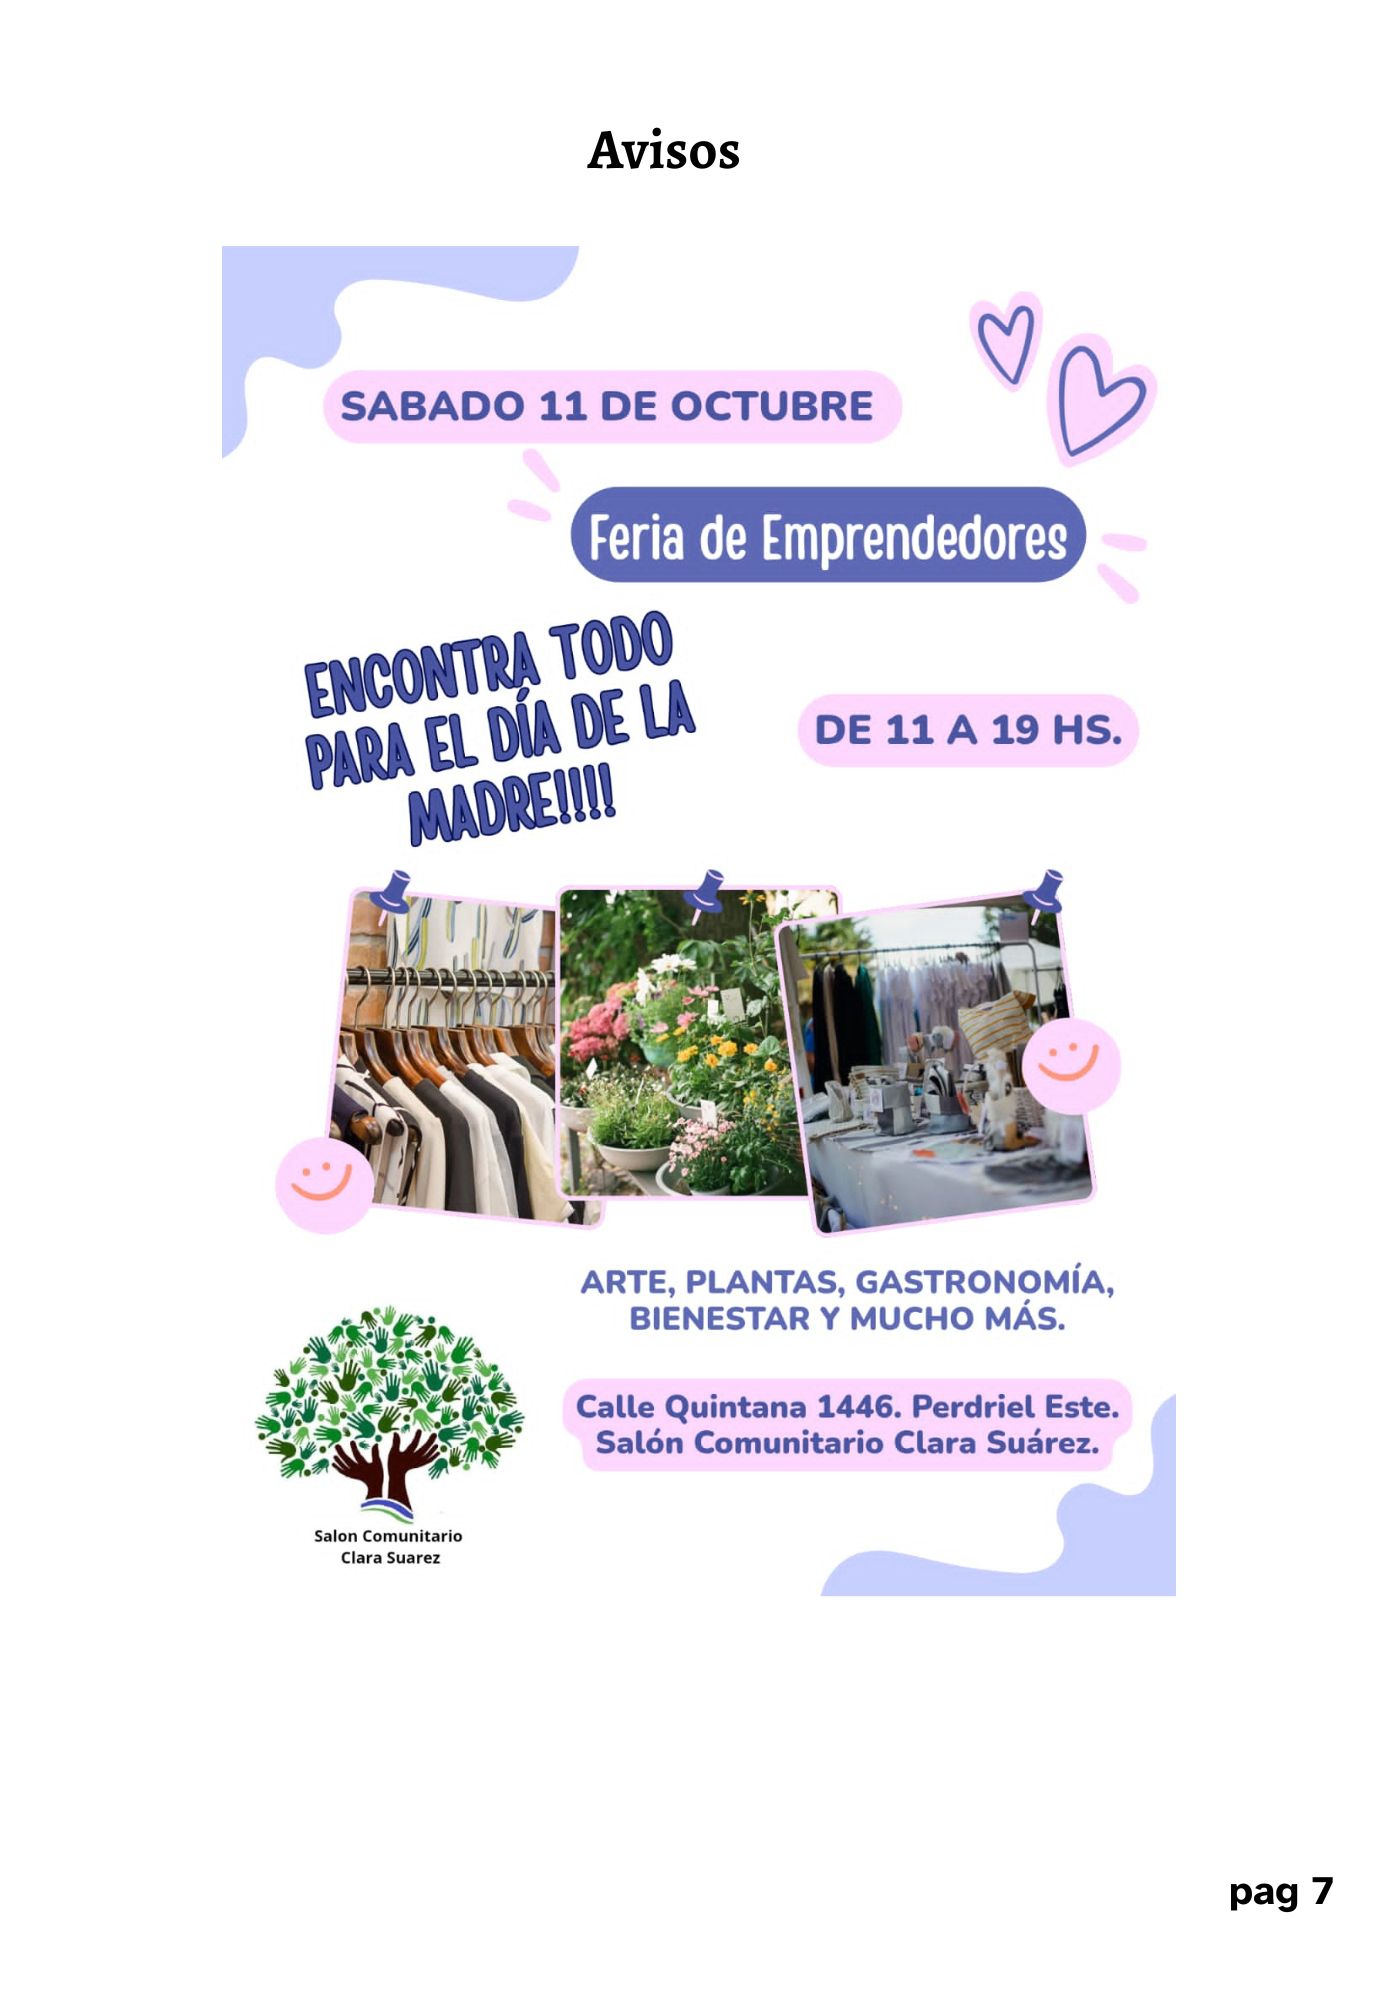 Avisos
SABADO 11 DE OCTUBRE
Feria de Emprendedores
ENCONTRA TODO
PARA EL DÍA DE LA
MADRE!!!!
DE 11 A 19 HS.
ARTE, PLANTAS, GASTRONOMÍA,
BIENESTAR Y MUCHO MÁS.
Calle Quintana 1446. Perdriel Este.
Salón Comunitario Clara Suárez.
Salon Comunitario
Clara Suarez
pag 7